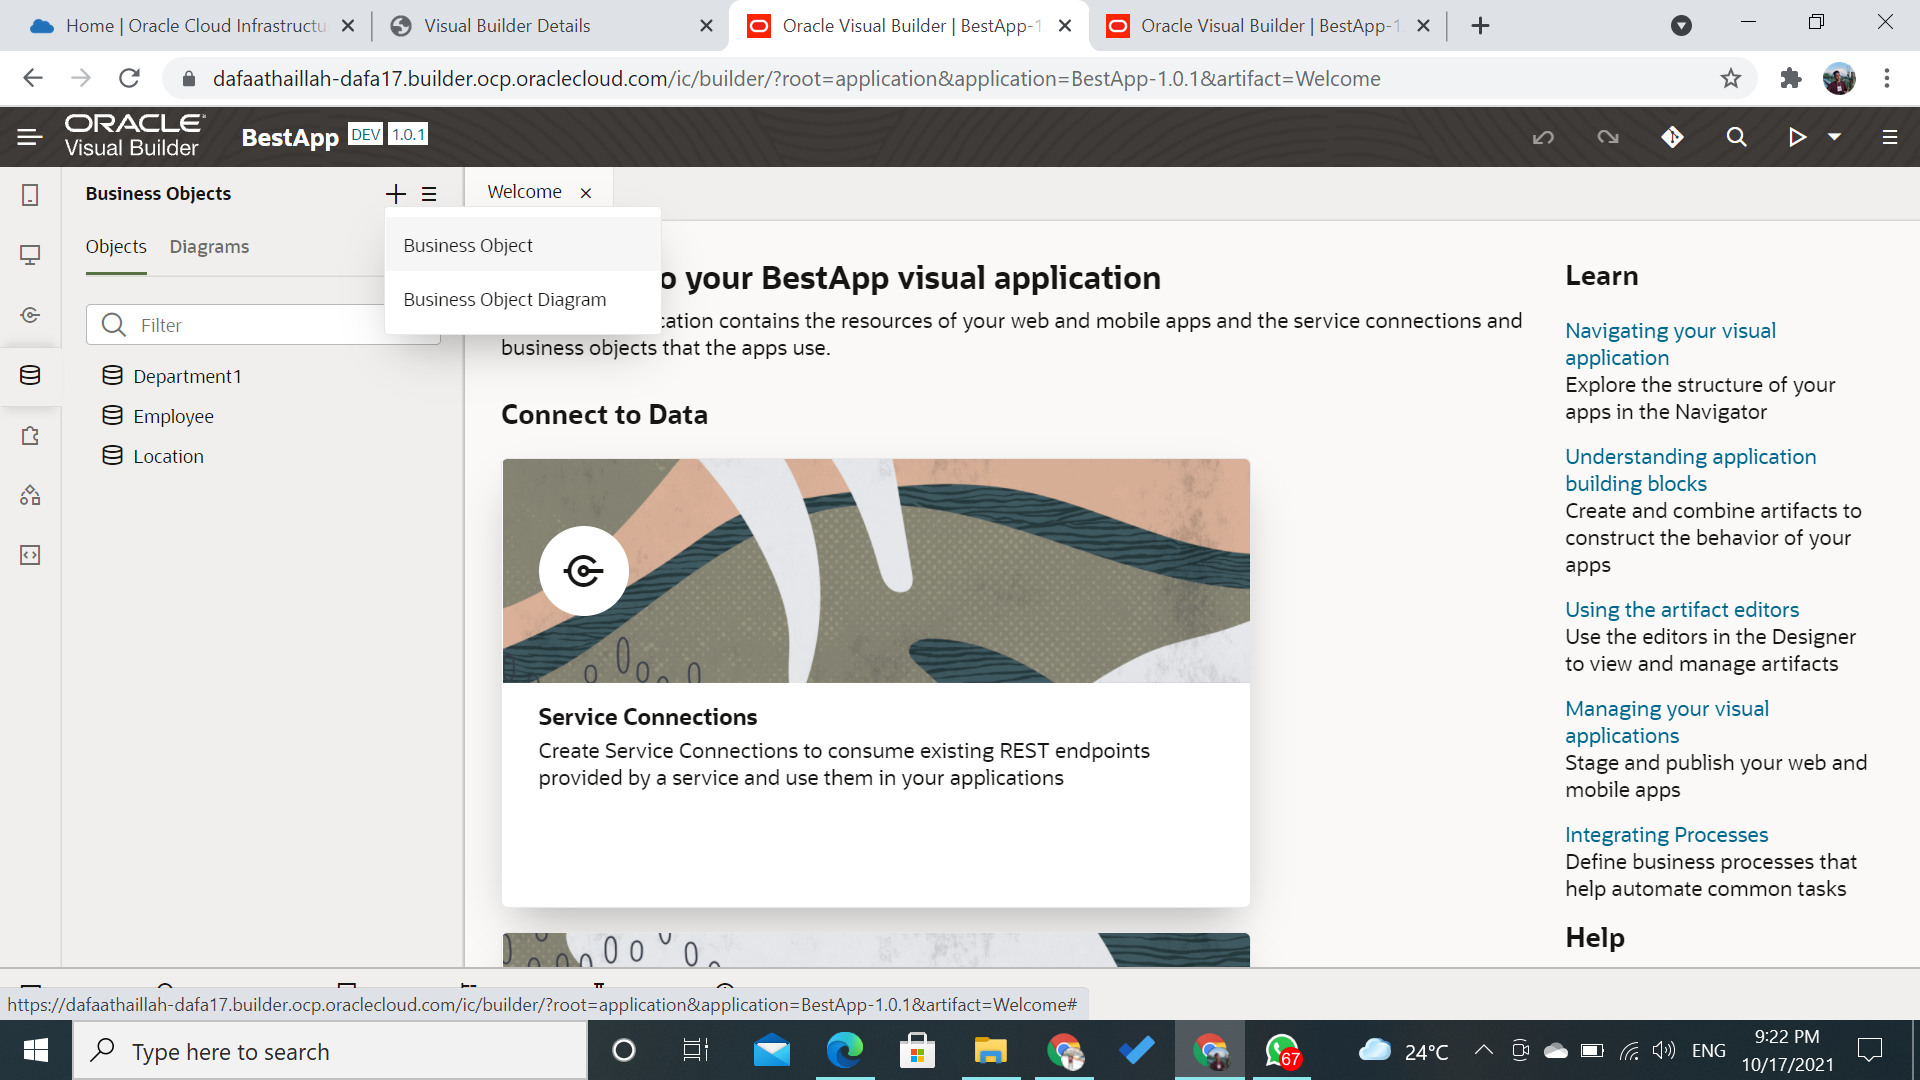 Home | Oracle Cloud Infrastructu
Visual Builder Details
Oracle Visual Builder | BestApp-1
Oracle Visual Builder | BestApp-1
dafaathaillah-dafa17.builder.ocp.oraclecloud.com/ic/builder/?root=application&application=BestApp-1.0.1&artifact=Welcome
ORACLE
Visual Builder
BestApp DEV 1.0.1
Business Objects
Welcome
Objects
Diagrams
Business Object
Business Object Diagram
Filter
Department1
Employee
Location
o your BestApp visual application
cation contains the resources of your web and mobile apps and the service connections and
business objects that the apps use.
Connect to Data
Service Connections
Create Service Connections to consume existing REST endpoints
provided by a service and use them in your applications
Learn
Navigating your visual
application
Explore the structure of your
apps in the Navigator
Understanding application
building blocks
Create and combine artifacts to
construct the behavior of your
apps
Using the artifact editors
Use the editors in the Designer
to view and manage artifacts
Managing your visual
applications
Stage and publish your web and
mobile apps
Integrating Processes
Define business processes that
help automate common tasks
Help
https://dafaathaillah-dafa17.builder.ocp.oraclecloud.com/ic/builder/?root=application&application=BestApp-1.0.1&artifact=Welcome#
Type here to search
67
24°C
ENG
9:22 PM
10/17/2021